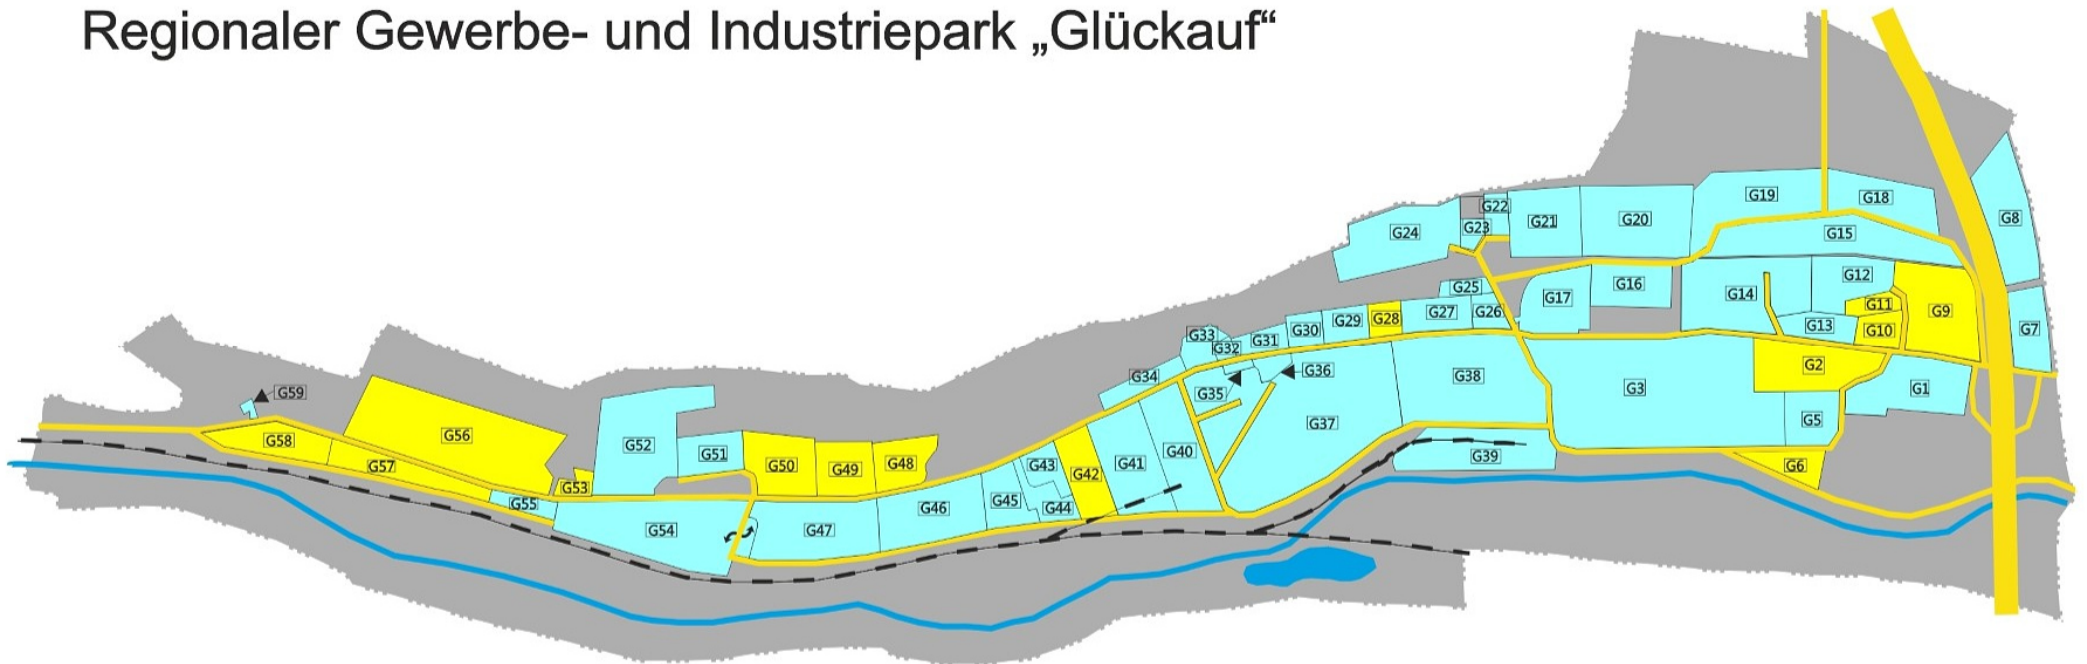 Regionaler Gewerbe- und Industriepark „Glückauf“
G19
G18
G22
G8
G21
G20
G23
G24
G15
G12
G16
G25
G14
G17
G11
G9
G27
G26
G13
G10
G7
G28
G29
G30
G33
G31
G32
G2
G36
G34
G38
G3
G1
G59
G35
G5
G37
G56
G58
G52
G51
G40
G39
G43
G41
G50
G49
G48
G57
G6
G42
G53
G45
G55
G46
G44
G54
G47